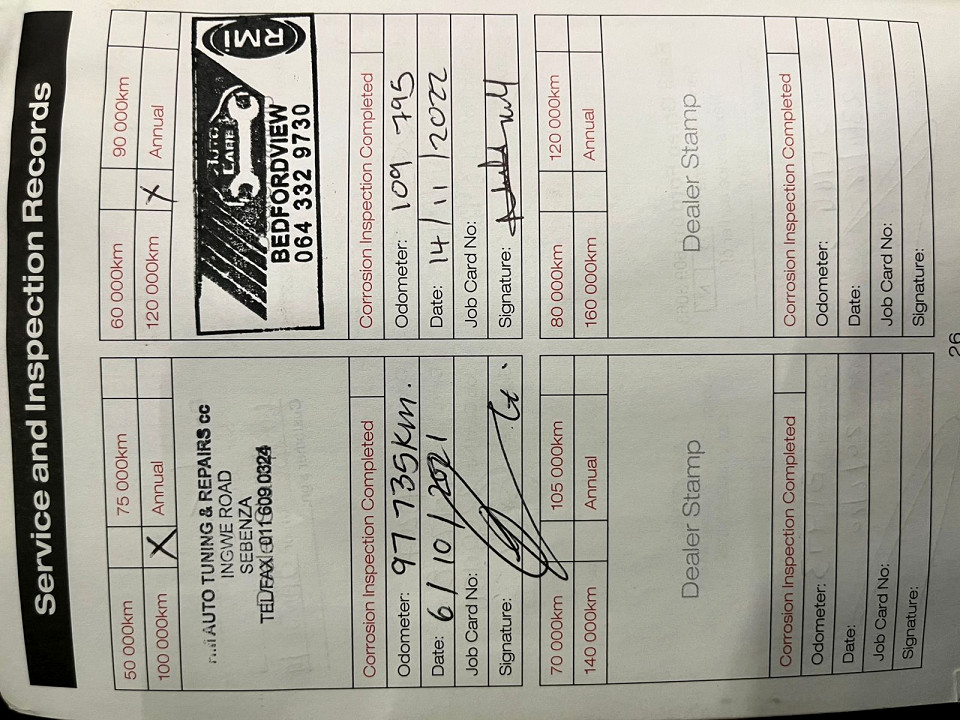 Service and Inspection Records
50 000km 75 000km
100 000km X Annual
AUTO TUNING & REPAIRS cc
INGWE ROAD
SEBENZA
TEL/FAX 011 609 0324
Corrosion Inspection Completed
Odometer: 97 735km.
Date: 6/10/2021
Job Card No:
Signature:
60 000km 90 000km
120 000km X Annual
RMi
AUTO
CARE
BEDFORDVIEW
064 332 9730
Corrosion Inspection Completed
Odometer: 109 795
Date: 14/11/2022
Job Card No:
Signature:
70 000km 105 000km
140 000km Annual
Dealer Stamp
Corrosion Inspection Completed
Odometer:
Date:
Job Card No:
Signature:
80 000km 120 000km
160 000km Annual
Dealer Stamp
Corrosion Inspection Completed
Odometer:
Date:
Job Card No:
Signature:
26